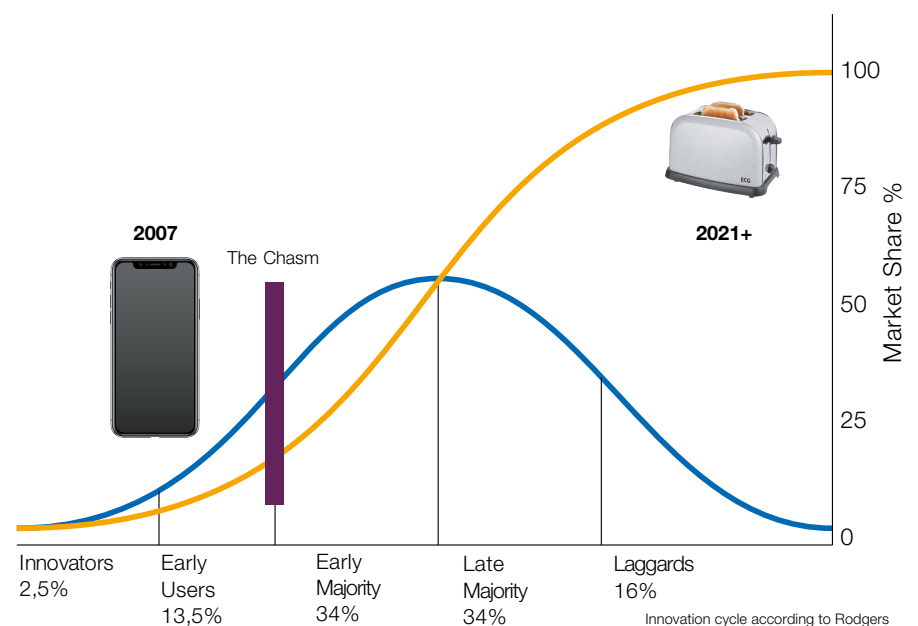 100
75
2007
2021+
The Chasm
ECG
50
Market Share %
25
0
Innovators
2,5%
Early
Users
13,5%
Early
Majority
34%
Late
Majority
34%
Laggards
16%
Innovation cycle according to Rodgers